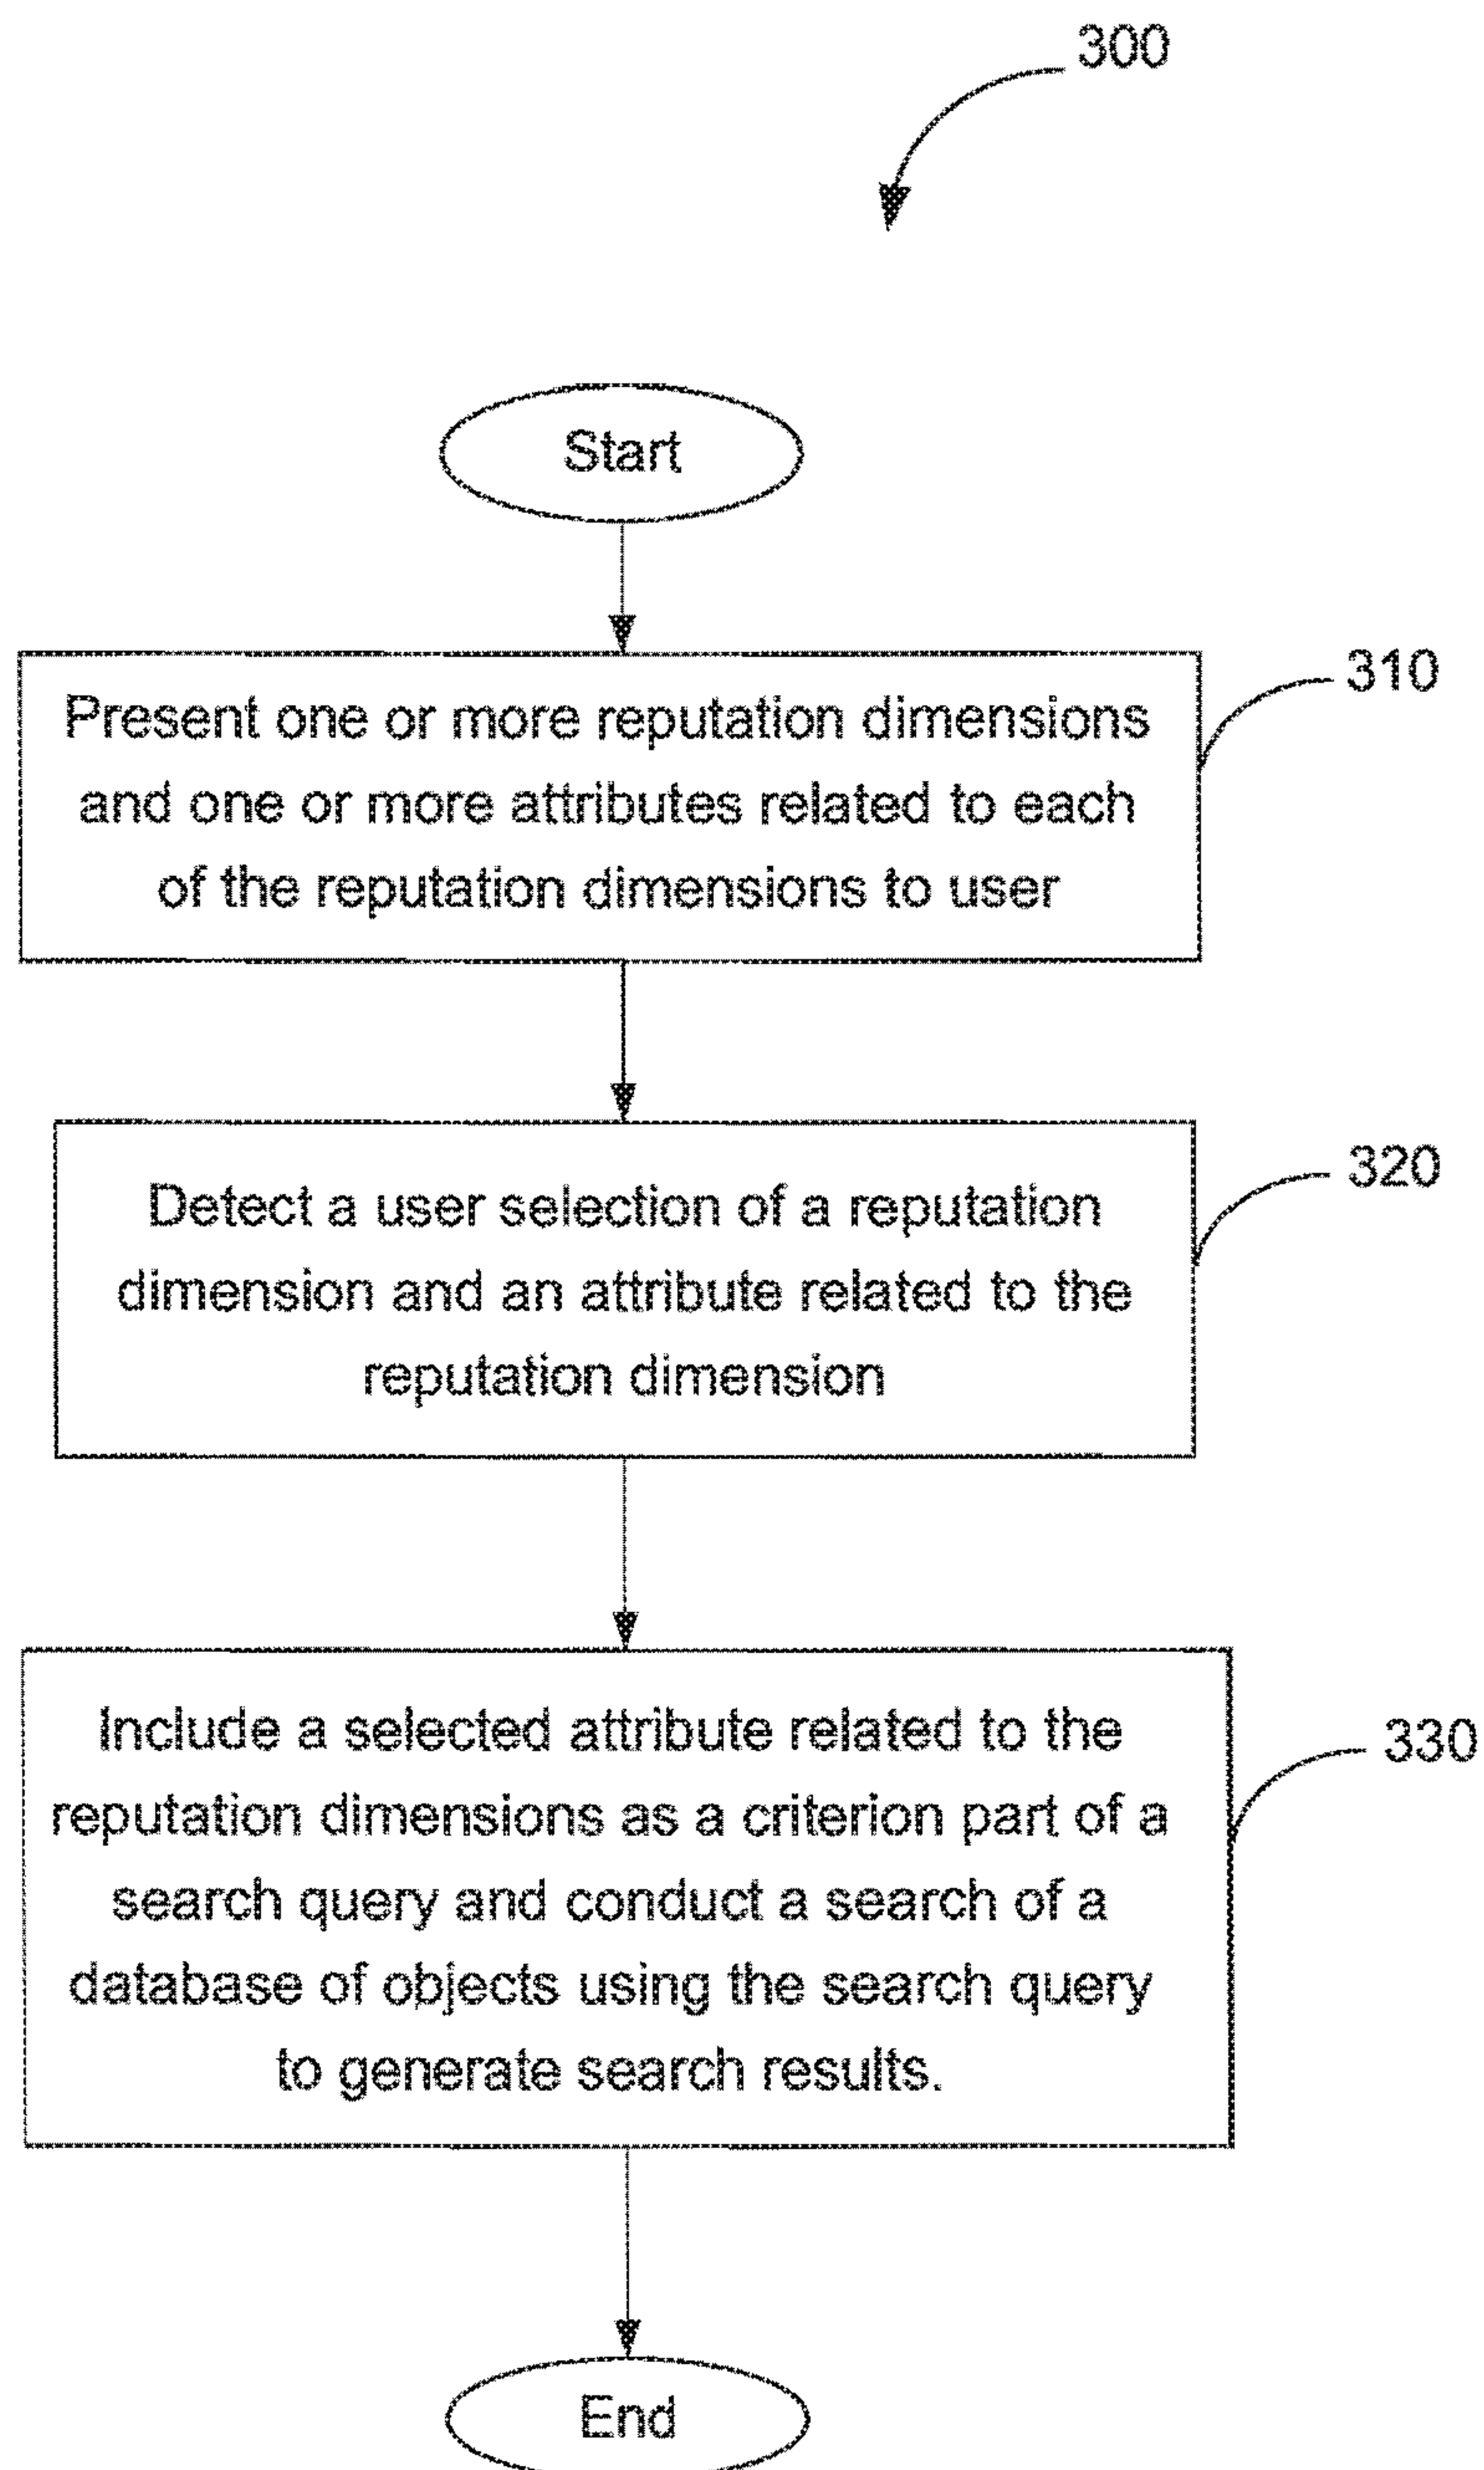 300
Start
Present one or more reputation dimensions
and one or more attributes related to each
of the reputation dimensions to user
310
Detect a user selection of a reputation
dimension and an attribute related to the
reputation dimension
320
Include a selected attribute related to the
reputation dimensions as a criterion part of a
search query and conduct a search of a
database of objects using the search query
to generate search results.
330
End